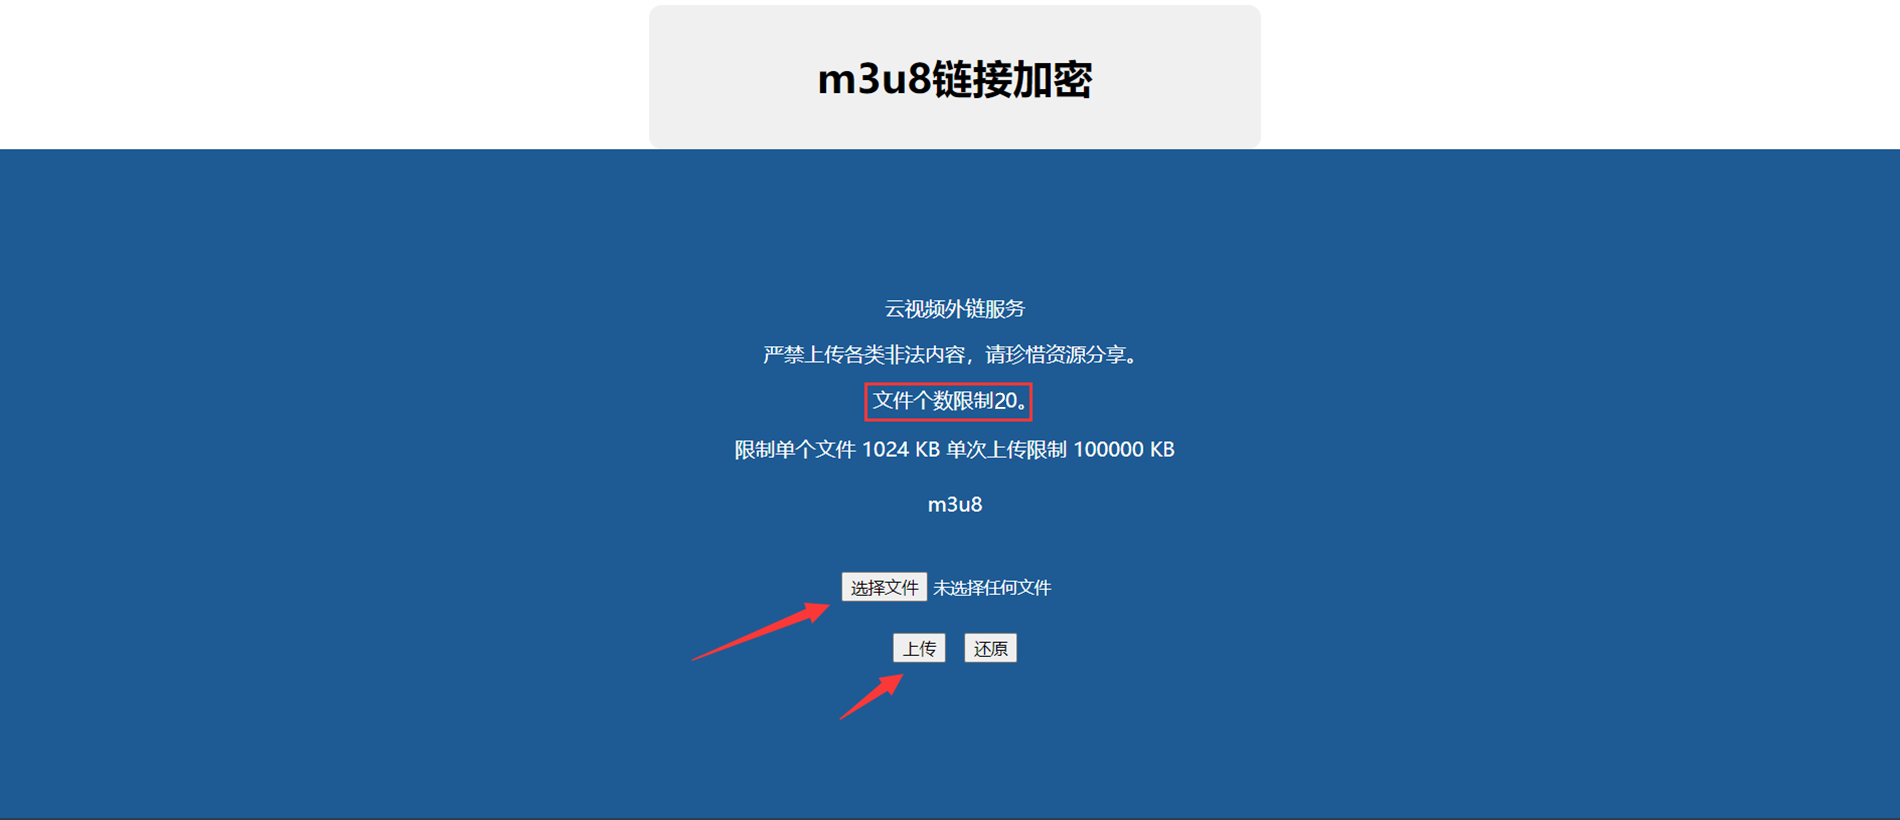 m3u8链接加密
云视频外链服务
严禁上传各类非法内容，请珍惜资源分享。
文件个数限制20。
限制单个文件 1024 KB 单次上传限制 100000 KB
m3u8
选择文件 未选择任何文件
上传 还原